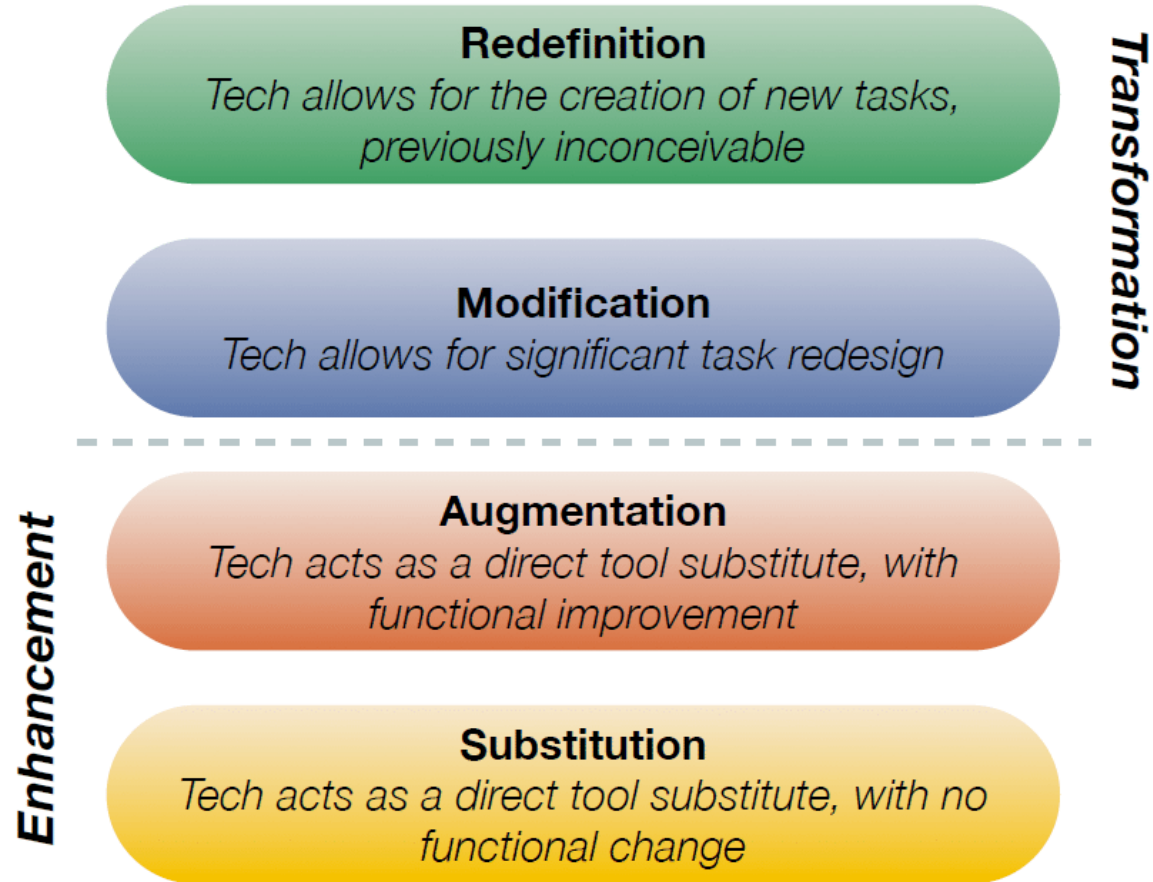 Redefinition
Tech allows for the creation of new tasks,
previously inconceivable
Transformation
Modification
Tech allows for significant task redesign
Augmentation
Tech acts as a direct tool substitute, with
functional improvement
Enhancement
Substitution
Tech acts as a direct tool substitute, with no
functional change